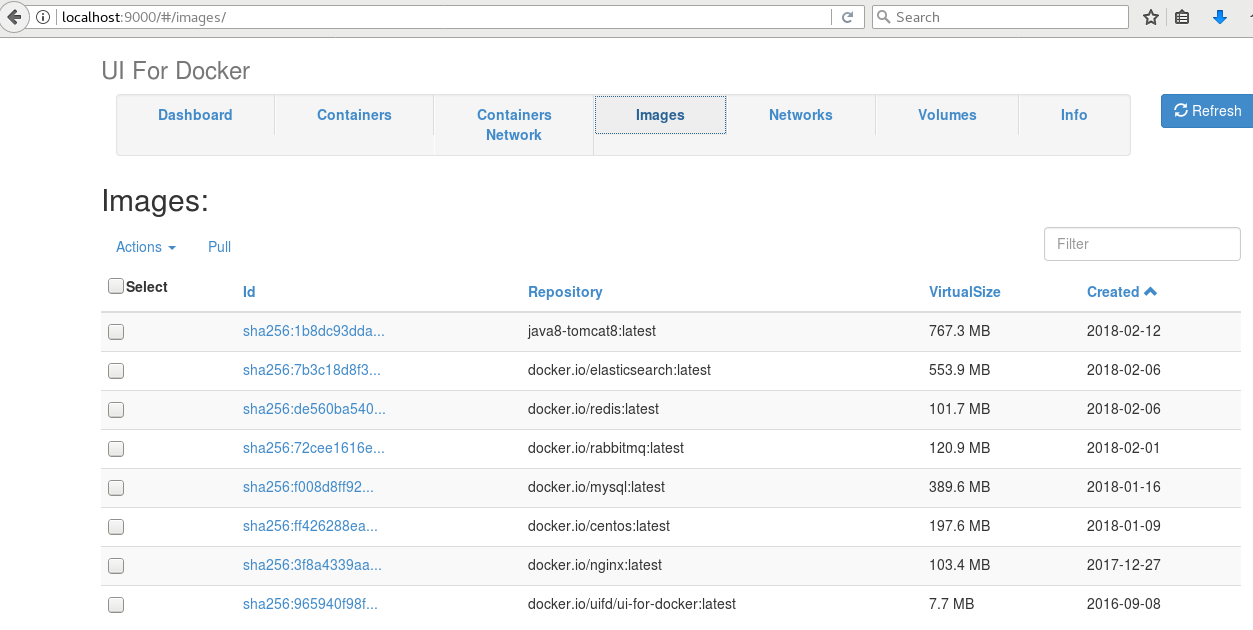 localhost:9000/#/images/ Search
UI For Docker
Dashboard Containers Containers Network Images Networks Volumes Info Refresh
Images:
Actions Pull Filter
Select Id Repository VirtualSize Created
sha256:1b8dc93dda... java8-tomcat8:latest 767.3 MB 2018-02-12
sha256:7b3c18d8f3... docker.io/elasticsearch:latest 553.9 MB 2018-02-06
sha256:de560ba540... docker.io/redis:latest 101.7 MB 2018-02-06
sha256:72cee1616e... docker.io/rabbitmq:latest 120.9 MB 2018-02-01
sha256:f008d8ff92... docker.io/mysql:latest 389.6 MB 2018-01-16
sha256:ff426288ea... docker.io/centos:latest 197.6 MB 2018-01-09
sha256:3f8a4339aa... docker.io/nginx:latest 103.4 MB 2017-12-27
sha256:965940f98f... docker.io/uifd/ui-for-docker:latest 7.7 MB 2016-09-08